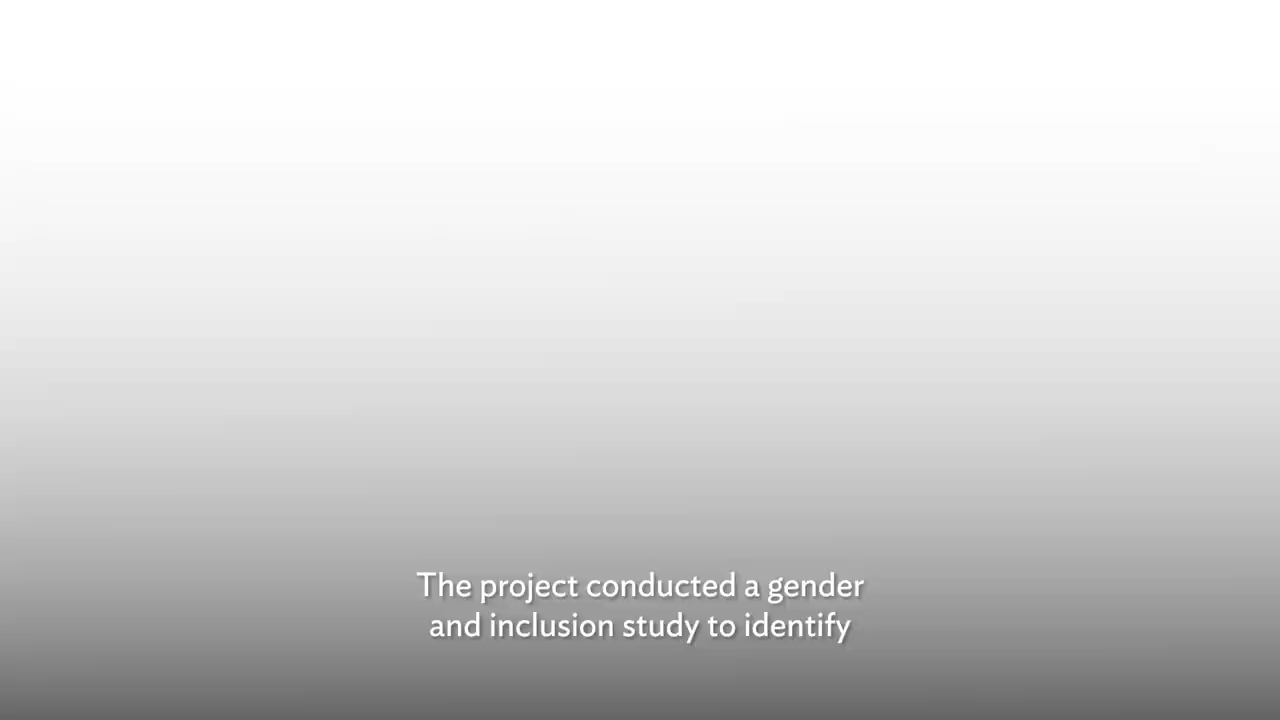 The project conducted a gender
and inclusion study to identify